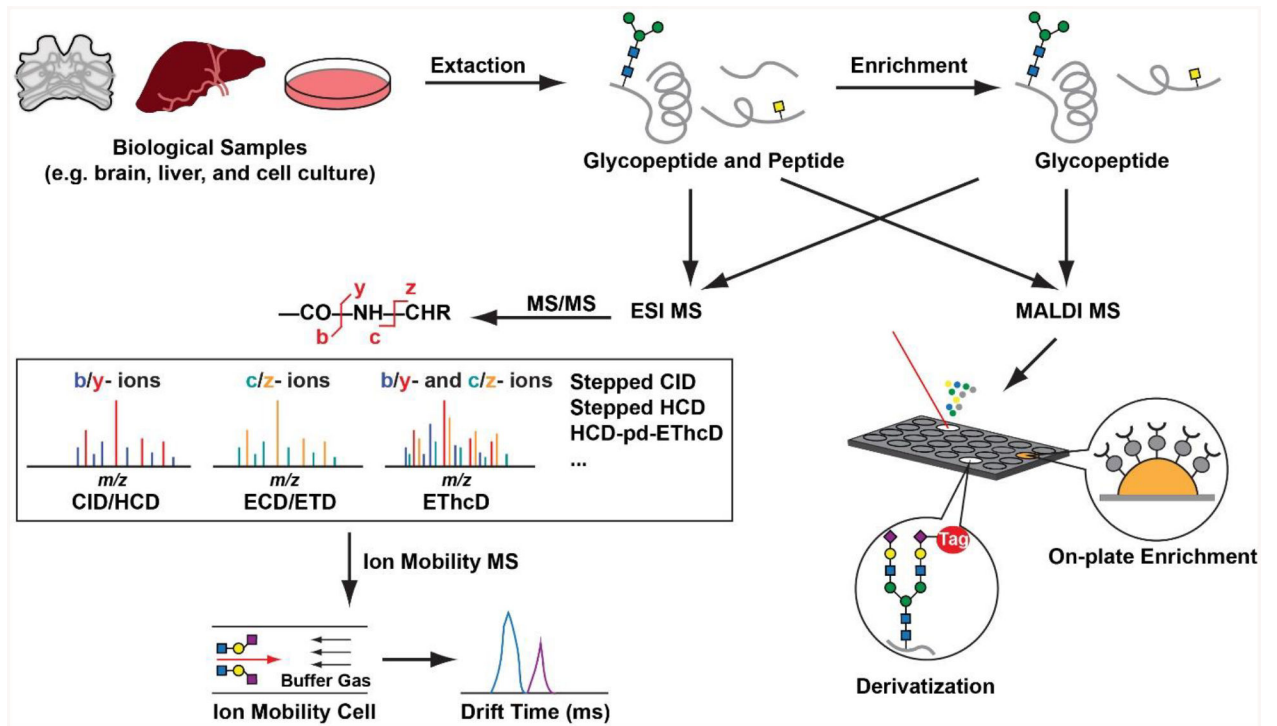 Extaction
Enrichment
Biological Samples
(e.g. brain, liver, and cell culture)
Glycopeptide and Peptide
Glycopeptide
y
z
—CO—NH—CHR
b
c
MS/MS
ESI MS
MALDI MS
b/y- ions
c/z- ions
b/y- and c/z- ions
Stepped CID
Stepped HCD
HCD-pd-EThcD
...
m/z
m/z
m/z
CID/HCD
ECD/ETD
EThcD
Tag
On-plate Enrichment
Ion Mobility MS
Buffer Gas
Derivatization
Ion Mobility Cell
Drift Time (ms)